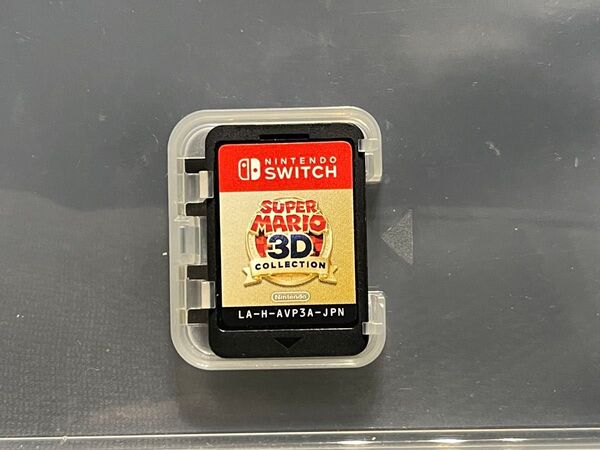 NINTENDO
SWITCH
SUPER
MARIO
3D
COLLECTION
Nintendo
LA-H-AVP3A-JPN